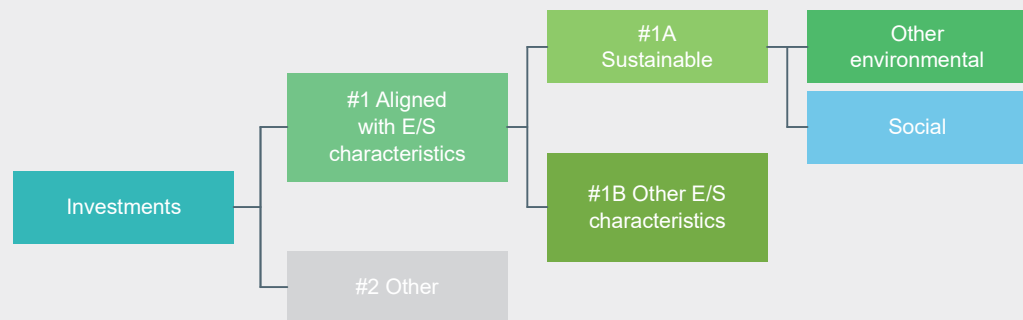 Investments
#1 Aligned
with E/S
characteristics
#2 Other
#1A
Sustainable
#1B Other E/S
characteristics
Other
environmental
Social